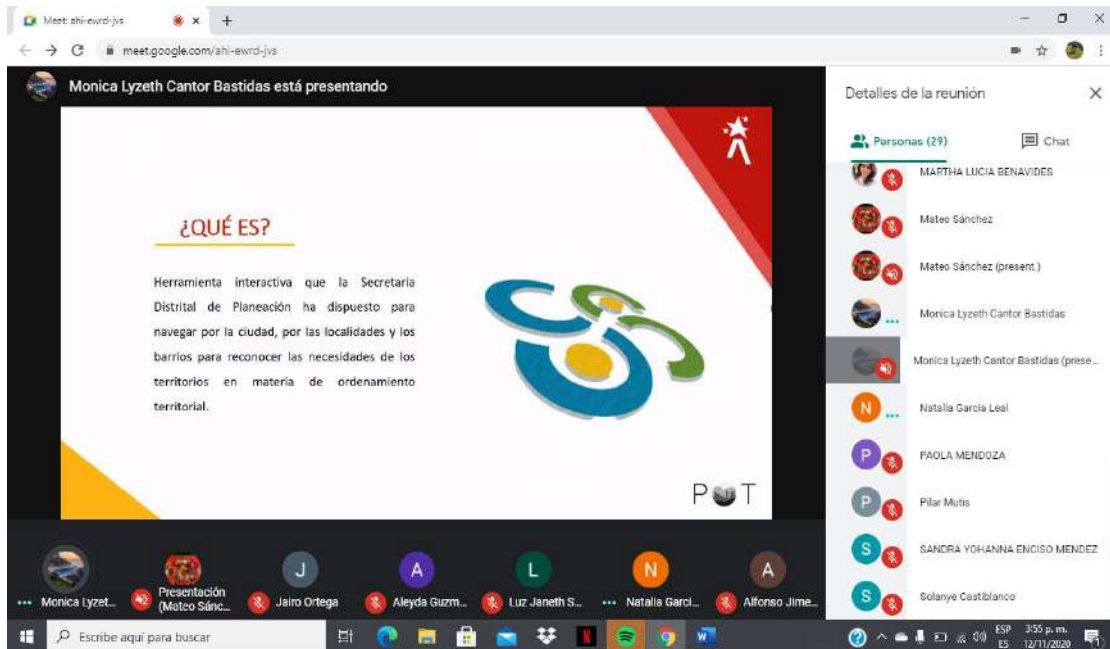 Meet: ahi-ewrd-jvs
meet.google.com/ahi-ewrd-jvs
Monica Lyzeth Cantor Bastidas está presentando
¿QUÉ ES?
Herramienta interactiva que la Secretaría
Distrital de Planeación ha dispuesto para
navegar por la ciudad, por las localidades y los
barrios para reconocer las necesidades de los
territorios en materia de ordenamiento
territorial.
POT
Detalles de la reunión
Personas (29)
Chat
MARTHA LUCIA BENAVIDES
Mateo Sánchez
Mateo Sánchez (present.)
Monica Lyzeth Cantor Bastidas
Monica Lyzeth Cantor Bastidas (prese...
N
Natalia Garcia Leal
P
PAOLA MENDOZA
P
Pilar Mutis
S
SANDRA YOHANNA ENCISO MENDEZ
S
Solanye Castiblanco
Monica Lyzet...
Presentación
(Mateo Sánc...
J
Jairo Ortega
A
Aleyda Guzm...
L
Luz Janeth S...
N
Natalia Garci...
A
Alfonso Jime...
Escribe aquí para buscar
ESP
ES
3:55 p. m.
12/11/2020